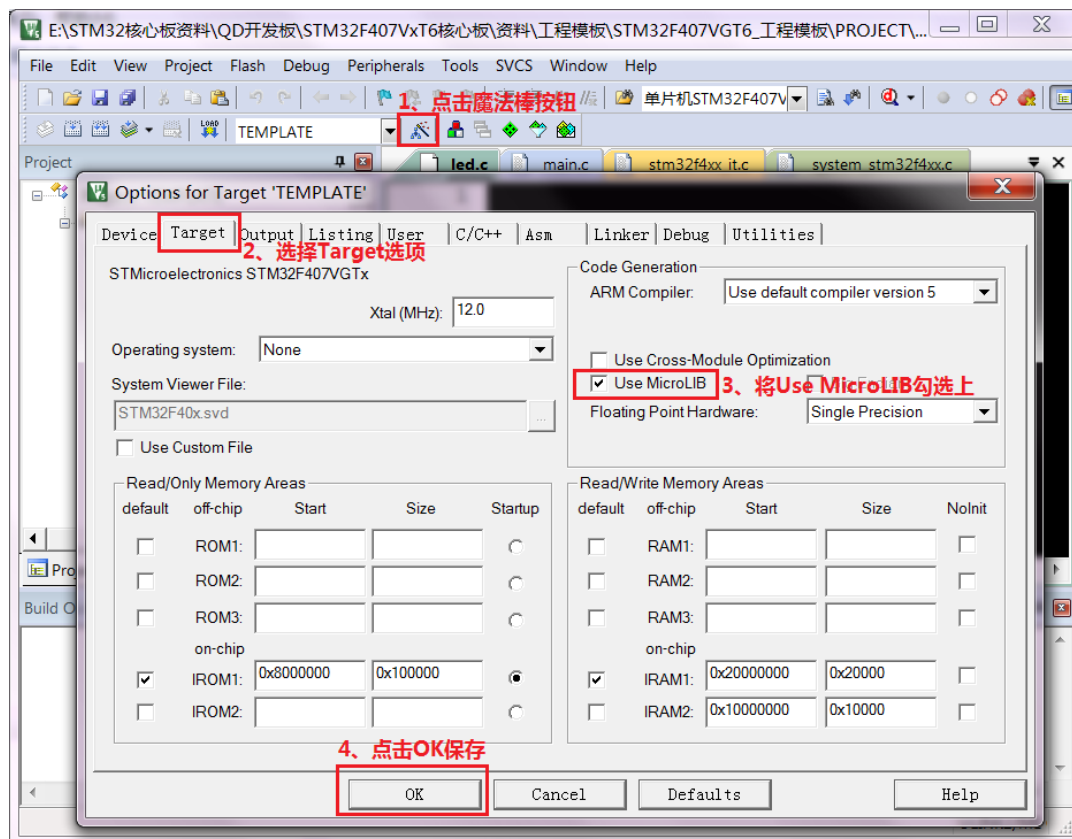 E:\STM32核心板资料\QD开发板\STM32F407VxT6核心板\资料\工程模板\STM32F407VGT6_工程模板\PROJECT\...
File Edit View Project Flash Debug Peripherals Tools SVCS Window Help
1、点击魔法棒按钮
单片机STM32F407V
LOAD
TEMPLATE
Project
led.c main.c stm32f4xx_it.c system_stm32f4xx.c
Options for Target 'TEMPLATE'
Device Target Output Listing User C/C++ Asm Linker Debug Utilities
2、选择Target选项
STMicroelectronics STM32F407VGTx
Xtal (MHz): 12.0
Operating system: None
System Viewer File:
STM32F40x.svd ...
Use Custom File
Code Generation
ARM Compiler: Use default compiler version 5
Use Cross-Module Optimization
Use MicroLIB 3、将Use MicroLIB勾选上
Floating Point Hardware: Single Precision
Read/Only Memory Areas
default off-chip Start Size Startup
ROM1:
ROM2:
ROM3:
on-chip
IROM1: 0x8000000 0x100000
IROM2:
Read/Write Memory Areas
default off-chip Start Size NoInit
RAM1:
RAM2:
RAM3:
on-chip
IRAM1: 0x20000000 0x20000
IRAM2: 0x10000000 0x10000
Proj
Build O
4、点击OK保存
OK Cancel Defaults Help